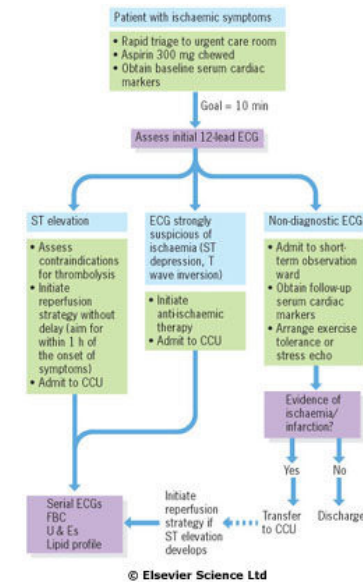 Patient with ischaemic symptoms
• Rapid triage to urgent care room
• Aspirin 300 mg chewed
• Obtain baseline serum cardiac
markers
Goal = 10 min
Assess initial 12-lead ECG
ST elevation
• Assess
contraindications
for thrombolysis
• Initiate
reperfusion
strategy without
delay (aim for
within 1 h of
the onset of
symptoms)
• Admit to CCU
ECG strongly
suspicious of
ischaemia (ST
depression, T
wave inversion)
• Initiate
anti-ischaemic
therapy
• Admit to CCU
Non-diagnostic ECG
• Admit to short-
term observation
ward
• Obtain follow-up
serum cardiac
markers
• Arrange exercise
tolerance or
stress echo
Evidence of
ischaemia/
infarction?
Yes
No
Serial ECGs
FBC
U & Es
Lipid profile
Initiate
reperfusion
strategy if
ST elevation
develops
Transfer
to CCU
Discharge
© Elsevier Science Ltd